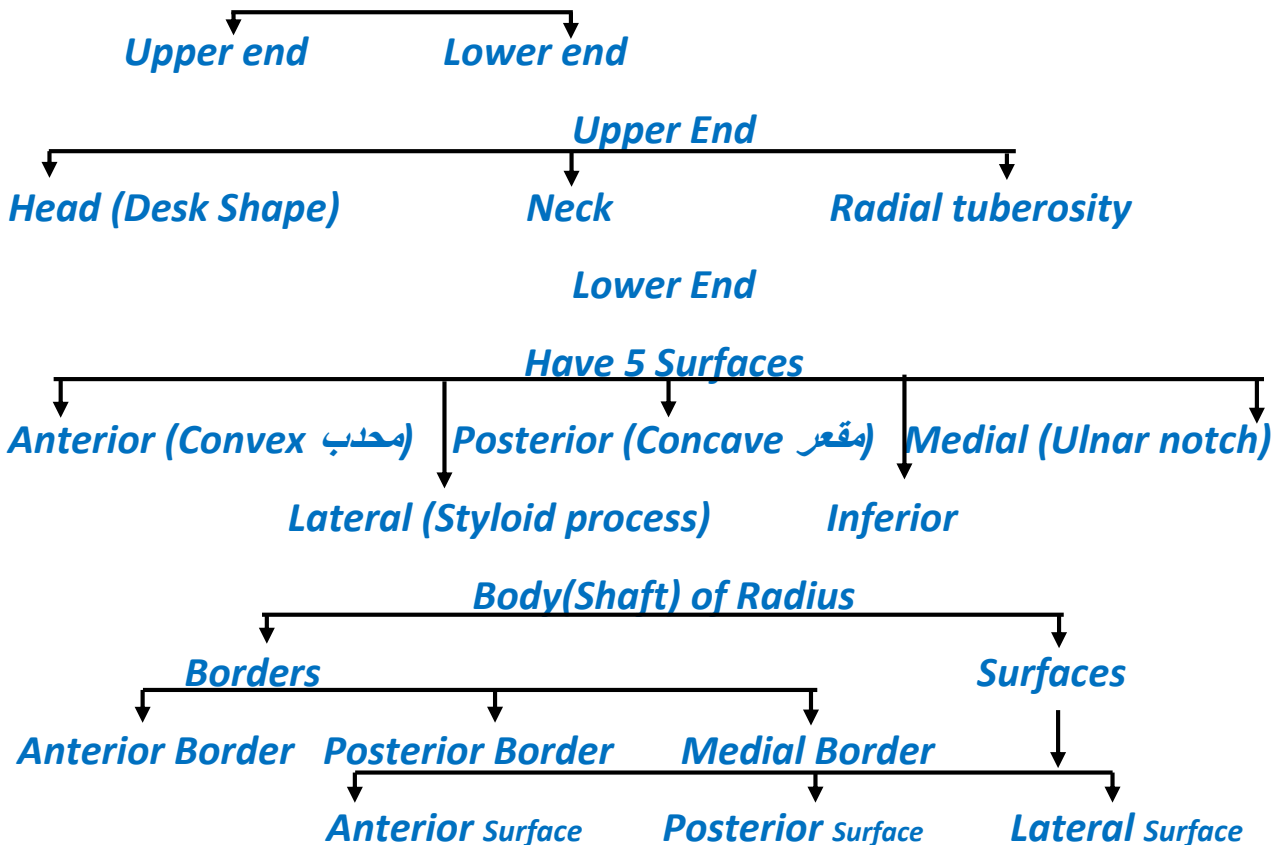 Upper end Lower end
Upper End
Head (Desk Shape) Neck Radial tuberosity
Lower End
Have 5 Surfaces
Anterior (Convex محدب) Posterior (Concave مقعر) Medial (Ulnar notch)
Lateral (Styloid process) Inferior
Body(Shaft) of Radius
Borders Surfaces
Anterior Border Posterior Border Medial Border
Anterior Surface Posterior Surface Lateral Surface